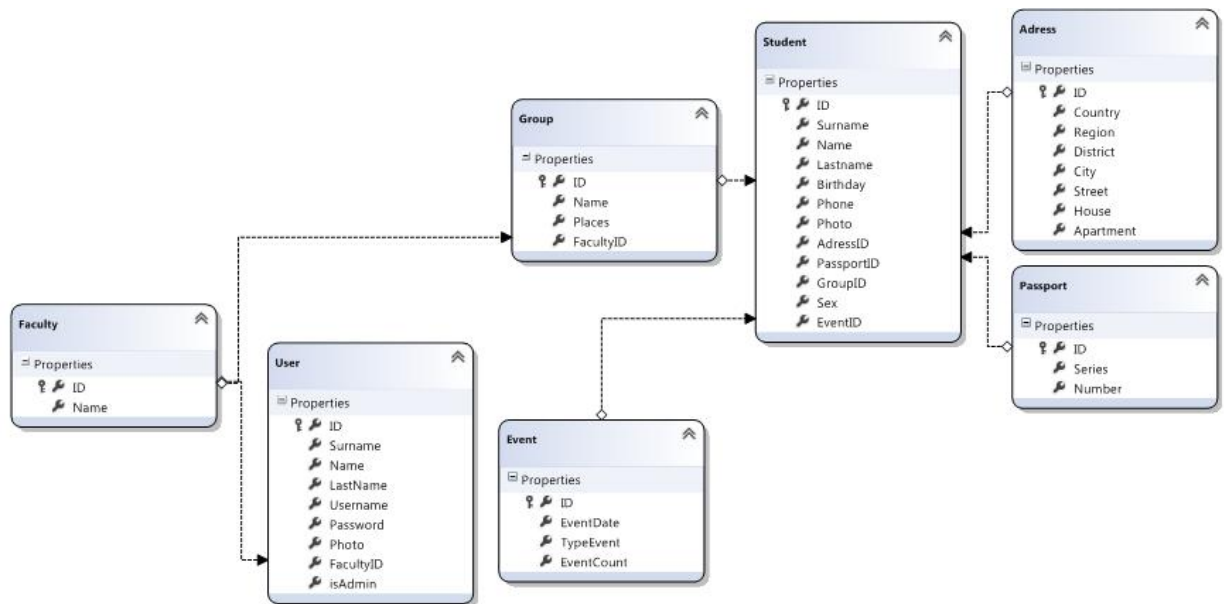 Student
Properties
ID
Surname
Name
Lastname
Birthday
Phone
Photo
AdressID
PassportID
GroupID
Sex
EventID
Adress
Properties
ID
Country
Region
District
City
Street
House
Apartment
Group
Properties
ID
Name
Places
FacultyID
Passport
Properties
ID
Series
Number
Faculty
Properties
ID
Name
User
Properties
ID
Surname
Name
LastName
Username
Password
Photo
FacultyID
isAdmin
Event
Properties
ID
EventDate
TypeEvent
EventCount